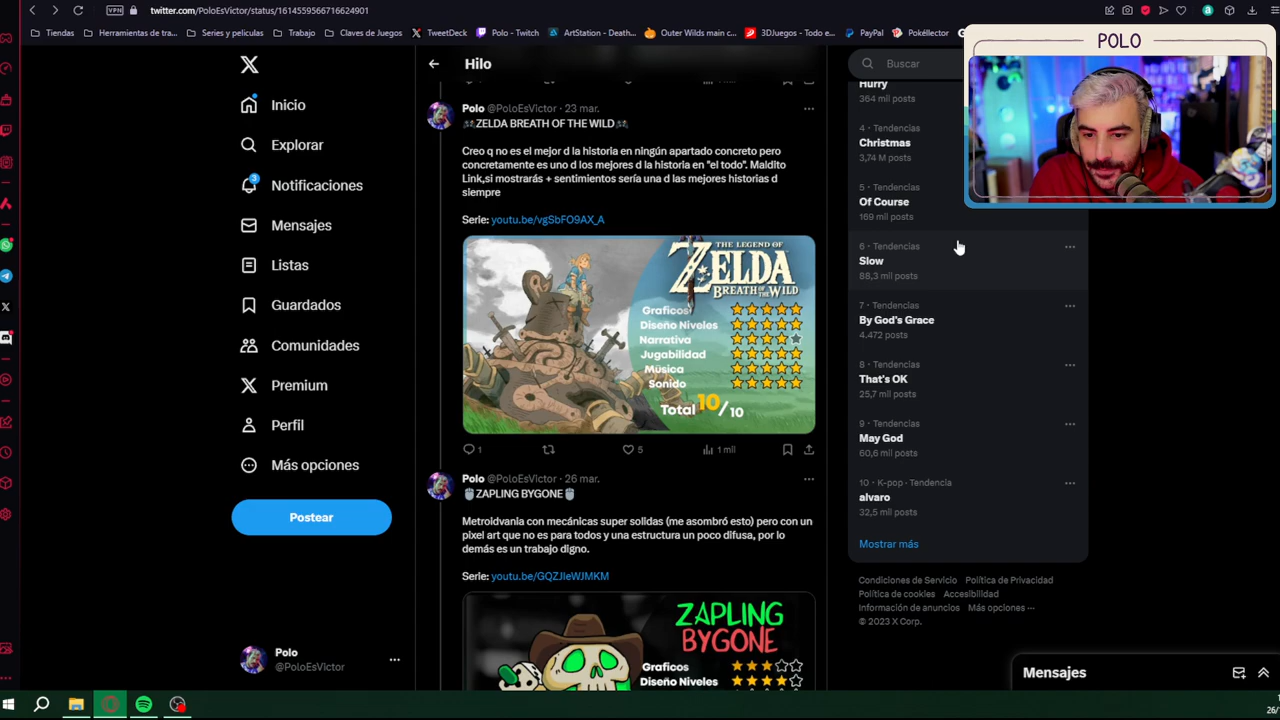 VPN
twitter.com/PoloEsVictor/status/1614559566716624901
Tiendas
Herramientas de tra...
Series y peliculas
Trabajo
Claves de Juegos
TweetDeck
Polo - Twitch
ArtStation - Death...
Outer Wilds main c...
3DJuegos - Todo e...
PayPal
Pokéllector
POLO
Inicio
Explorar
3
Notificaciones
Mensajes
Listas
Guardados
Comunidades
Premium
Perfil
Más opciones
Postear
Polo
@PoloEsVictor
Hilo
Polo @PoloEsVictor · 23 mar.
🎮ZELDA BREATH OF THE WILD🎮
Creo q no es el mejor d la historia en ningún apartado concreto pero
concretamente es uno d los mejores d la historia en "el todo". Maldito
Link,si mostrarás + sentimientos sería una d las mejores historias d
siempre
Serie: youtu.be/vgSbFO9AX_A
THE LEGEND OF
ZELDA
BREATH OF THE WILD
Graficos
Diseño Niveles
Narrativa
Jugabilidad
Música
Sonido
Total 10/10
1
5
1 mil
Polo @PoloEsVictor · 26 mar.
ZAPLING BYGONE
Metroidvania con mecánicas super solidas (me asombró esto) pero con un
pixel art que no es para todos y una estructura un poco difusa, por lo
demás es un trabajo digno.
Serie: youtu.be/GQZJIeWJMKM
ZAPLING
BYGONE
Graficos
Diseño Niveles
Buscar
Hurry
364 mil posts
4 · Tendencias
Christmas
3,74 M posts
5 · Tendencias
Of Course
169 mil posts
6 · Tendencias
Slow
88,3 mil posts
7 · Tendencias
By God's Grace
4.472 posts
8 · Tendencias
That's OK
25,7 mil posts
9 · Tendencias
May God
60,6 mil posts
10 · K-pop · Tendencia
alvaro
32,5 mil posts
Mostrar más
Condiciones de Servicio Política de Privacidad
Política de cookies Accesibilidad
Información de anuncios Más opciones ···
© 2023 X Corp.
Mensajes